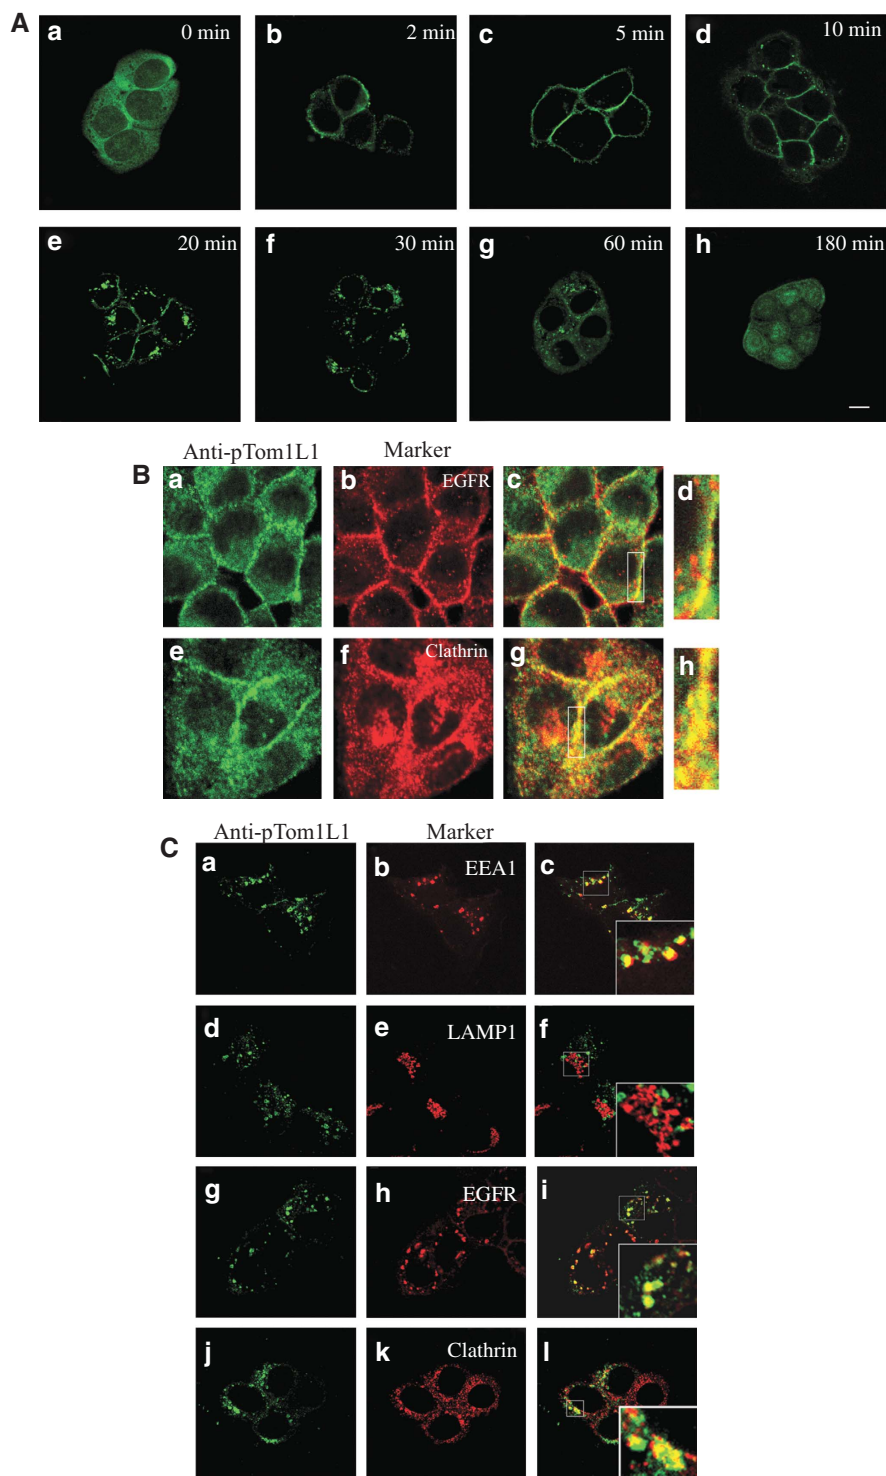 A
a 0 min b 2 min c 5 min d 10 min
e 20 min f 30 min g 60 min h 180 min
Anti-pTom1L1 Marker
B
a b EGFR c d
e f Clathrin g h
Anti-pTom1L1 Marker
C
a b EEA1 c
d e LAMP1 f
g h EGFR i
j k Clathrin l